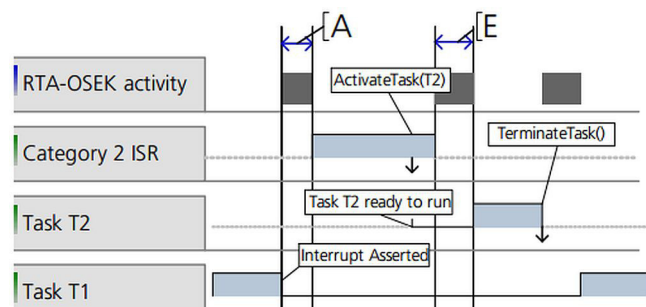 [A
[E
RTA-OSEK activity
ActivateTask(T2)
Category 2 ISR
TerminateTask()
Task T2 ready to run
Task T2
Interrupt Asserted
Task T1